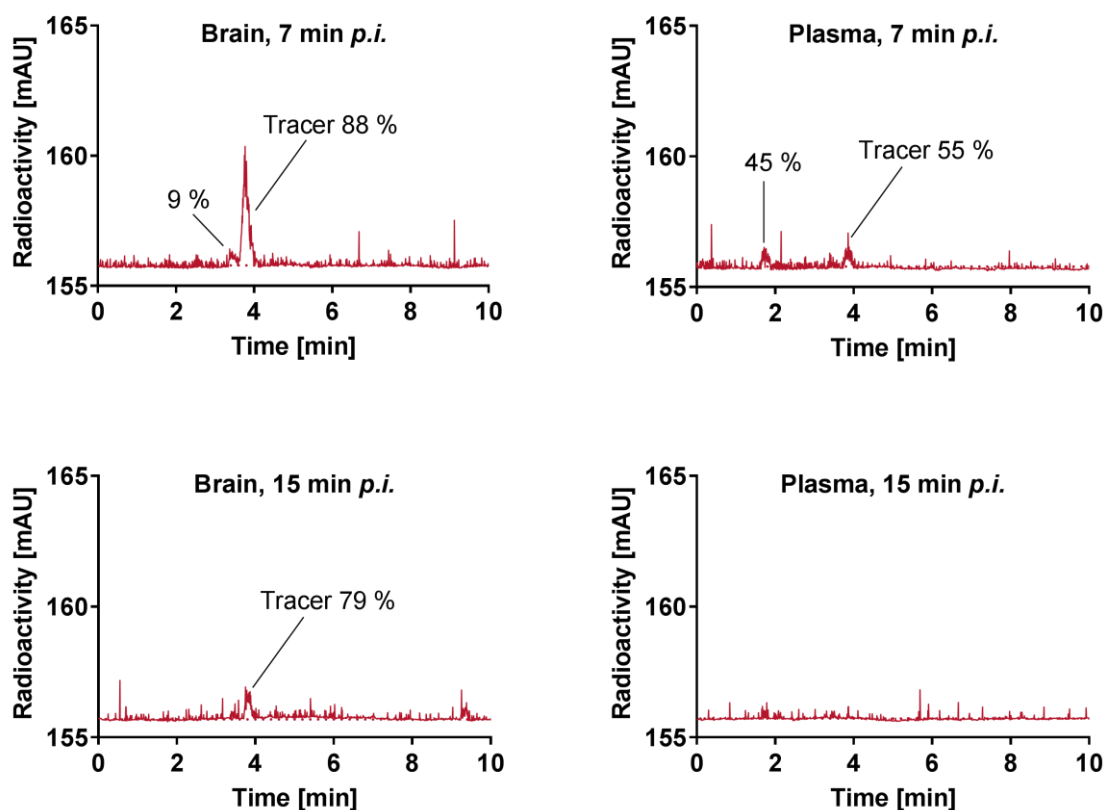 Brain, 7 min p.i.
Radioactivity [mAU]
165
160
155
9 %
Tracer 88 %
0 2 4 6 8 10
Time [min]
Plasma, 7 min p.i.
Radioactivity [mAU]
165
160
155
45 %
Tracer 55 %
0 2 4 6 8 10
Time [min]
Brain, 15 min p.i.
Radioactivity [mAU]
165
160
155
Tracer 79 %
0 2 4 6 8 10
Time [min]
Plasma, 15 min p.i.
Radioactivity [mAU]
165
160
155
0 2 4 6 8 10
Time [min]